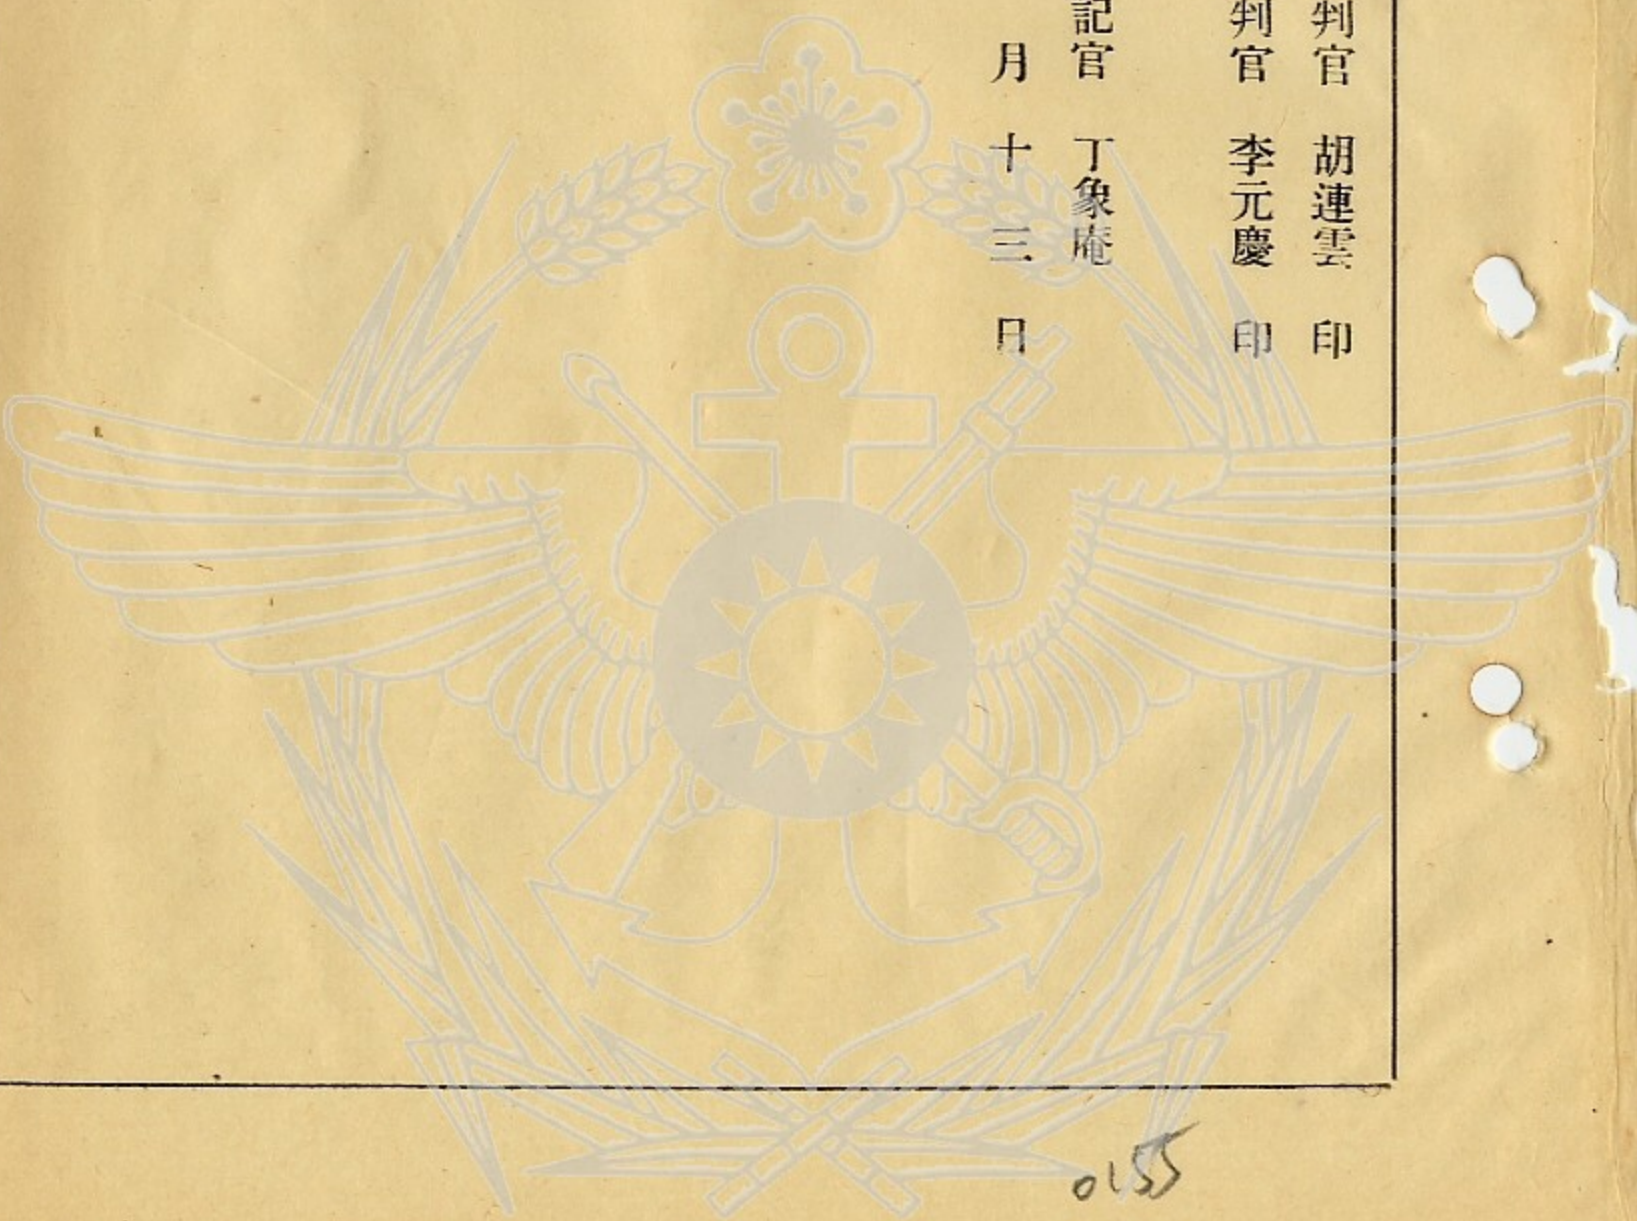 判官　胡連雲　印
判官　李元慶　印
記官　丁象庵
月　十　三　日
0155